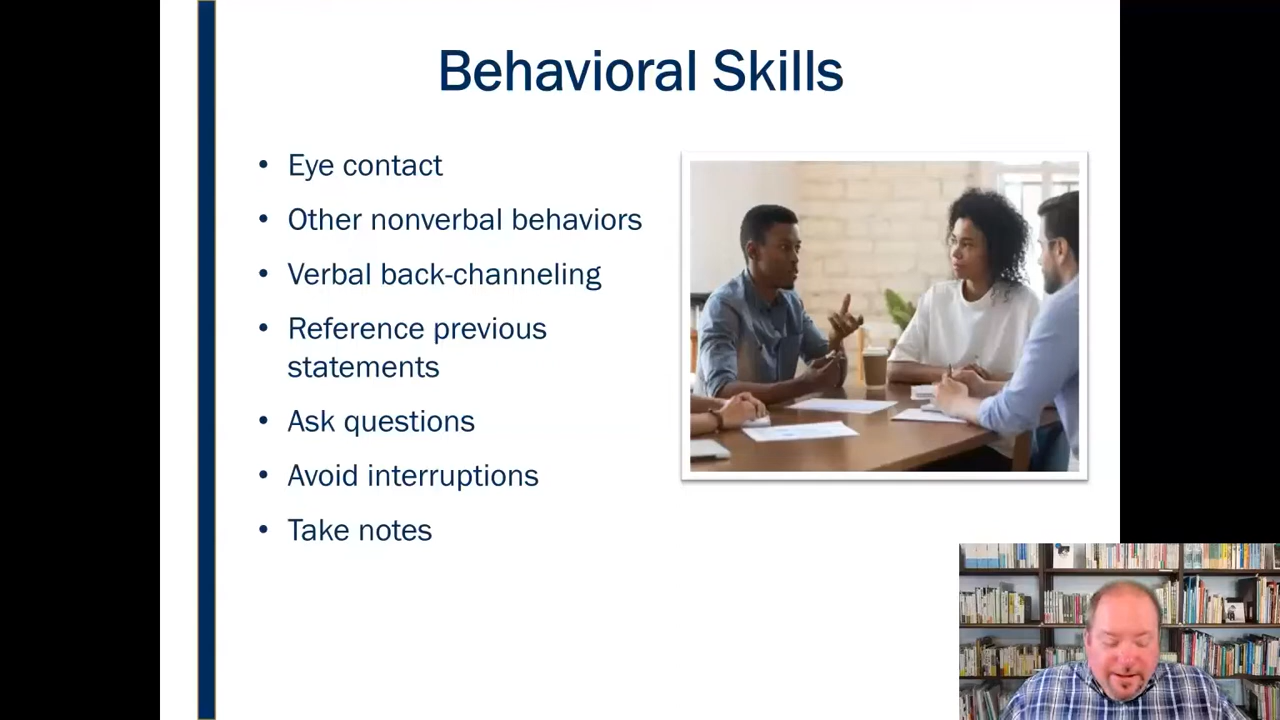 Behavioral Skills
• Eye contact
• Other nonverbal behaviors
• Verbal back-channeling
• Reference previous
statements
• Ask questions
• Avoid interruptions
• Take notes